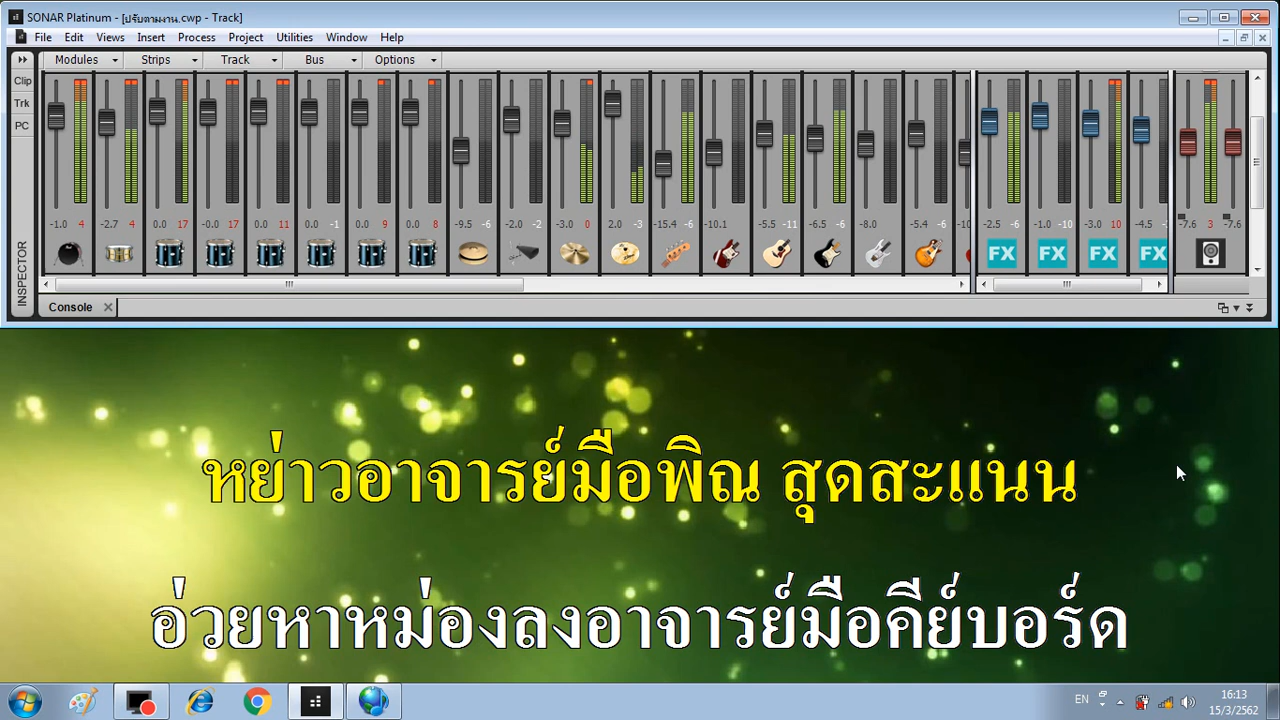 SONAR Platinum - [ปรับตามงาน.cwp - Track]
File Edit Views Insert Process Project Utilities Window Help
Modules Strips Track Bus Options
Clip
Trk
PC
INSPECTOR
-1.0 4 -2.7 4 0.0 17 -0.0 17 0.0 11 0.0 -1 0.0 9 0.0 8 -9.5 -6 -2.0 -2 -3.0 0 2.0 -3 -15.4 -6 -10.1 -5.5 -11 -6.5 -6 -8.0 -5.4 -6 -2.5 -6 -1.0 -10 -3.0 10 -4.5 -7.6 3 -7.6
FX FX FX FX
Console
หย่าวอาจารย์มือพิณ สุดสะแนน
อ่วยหาหม่องลงอาจารย์มือคีย์บอร์ด
EN 16:13
15/3/2562